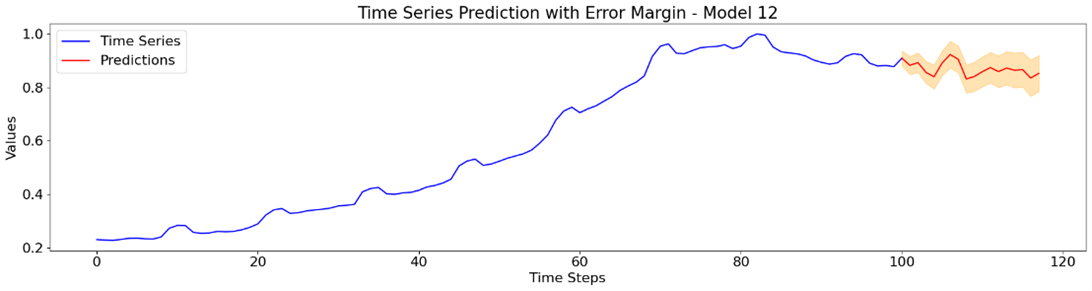 Time Series Prediction with Error Margin - Model 12
Time Series
Predictions
Values
1.0
0.8
0.6
0.4
0.2
0 20 40 60 80 100 120
Time Steps